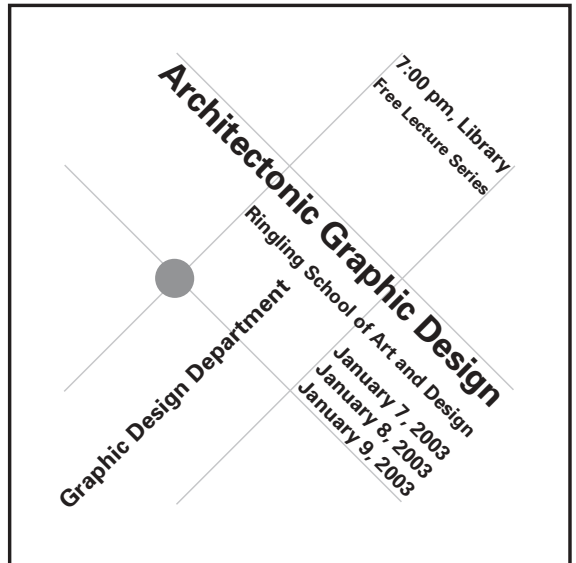 Architectonic Graphic Design
7:00 pm, Library
Free Lecture Series
Ringling School of Art and Design
January 7, 2003
January 8, 2003
January 9, 2003
Graphic Design Department